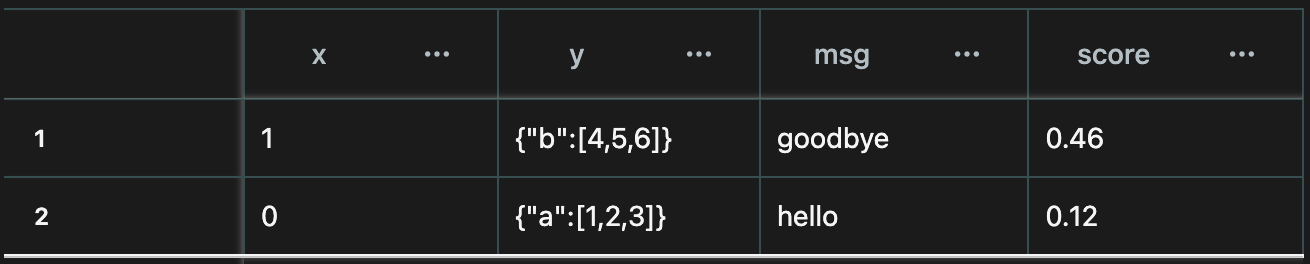 x ... y ... msg ... score ...
1 1 {"b":[4,5,6]} goodbye 0.46
2 0 {"a":[1,2,3]} hello 0.12